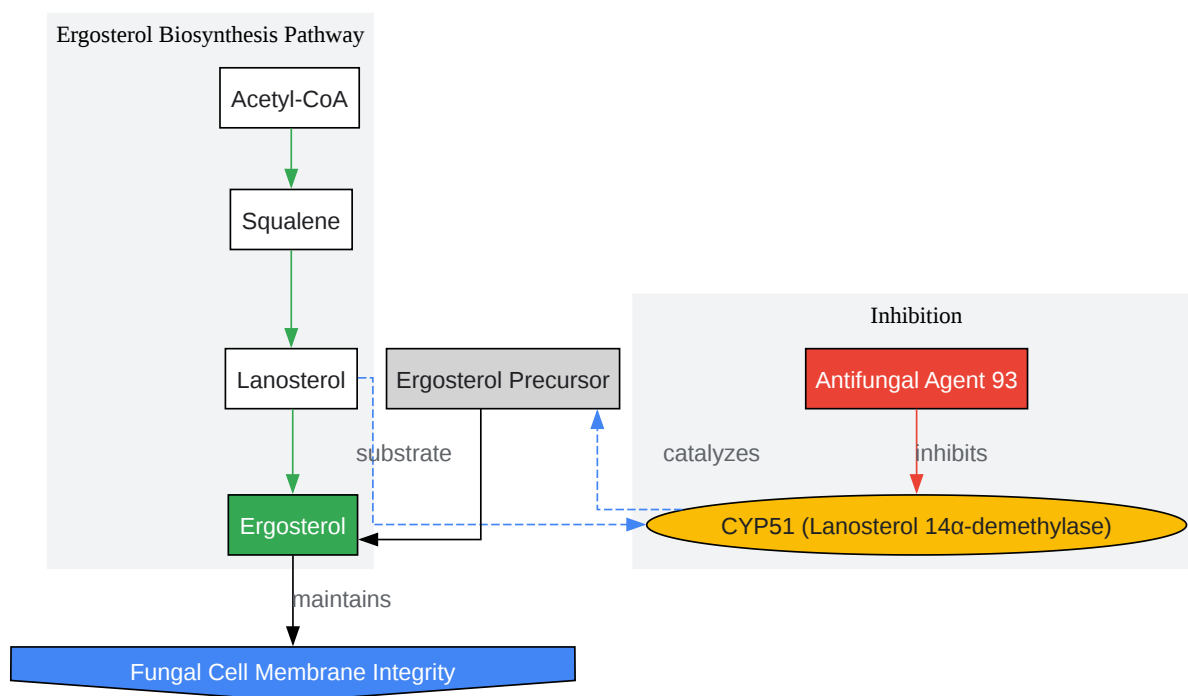 Ergosterol Biosynthesis Pathway
Acetyl-CoA
Squalene
Inhibition
Lanosterol
Ergosterol Precursor
Antifungal Agent 93
substrate
catalyzes
inhibits
Ergosterol
CYP51 (Lanosterol 14α-demethylase)
maintains
Fungal Cell Membrane Integrity